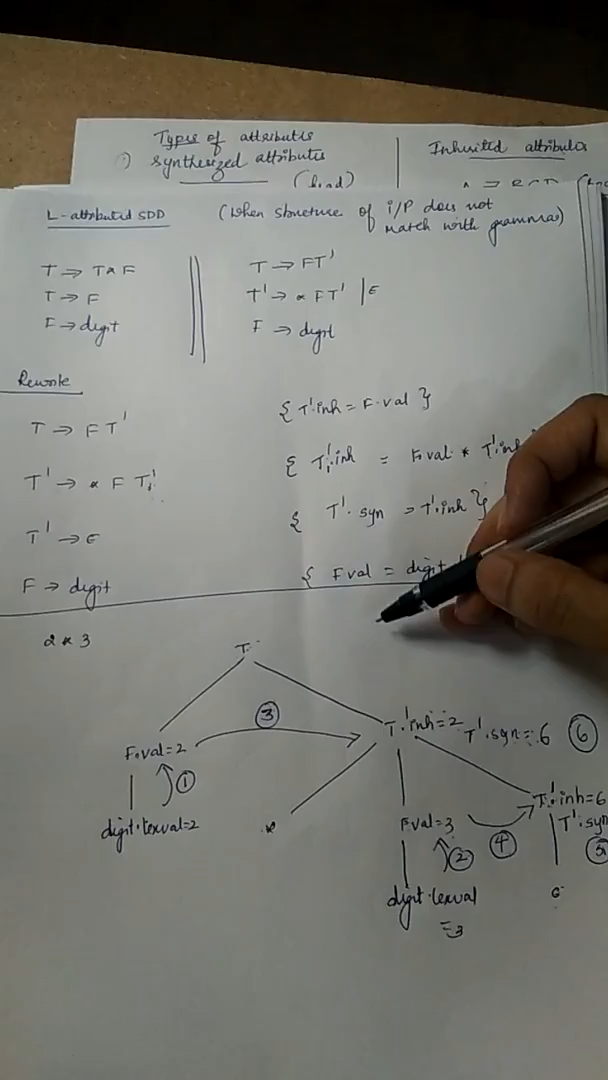 Types of attributes
① synthesized attributes
(head)
Inherited attributes
L-attributed SDD (When structure of i/p does not match with grammar)
T → T * F
T → F
F → digit
T → FT'
T' → * FT' | ϵ
F → digit
Rewrite
T → F T' { T'.inh = F.val }
T' → * F T₁' { T₁'.inh = F.val * T'.inh }
T' → ϵ { T'.syn = T'.inh }
F → digit { F.val = digit
2 * 3
T.
③
F.val=2
T'.inh=2 T'.syn=6 ⑥
①
digit.lexval=2
*
F.val=3
T₁'.inh=6
T'.syn
② ④ ⑤
digit.lexval
=3
ϵ